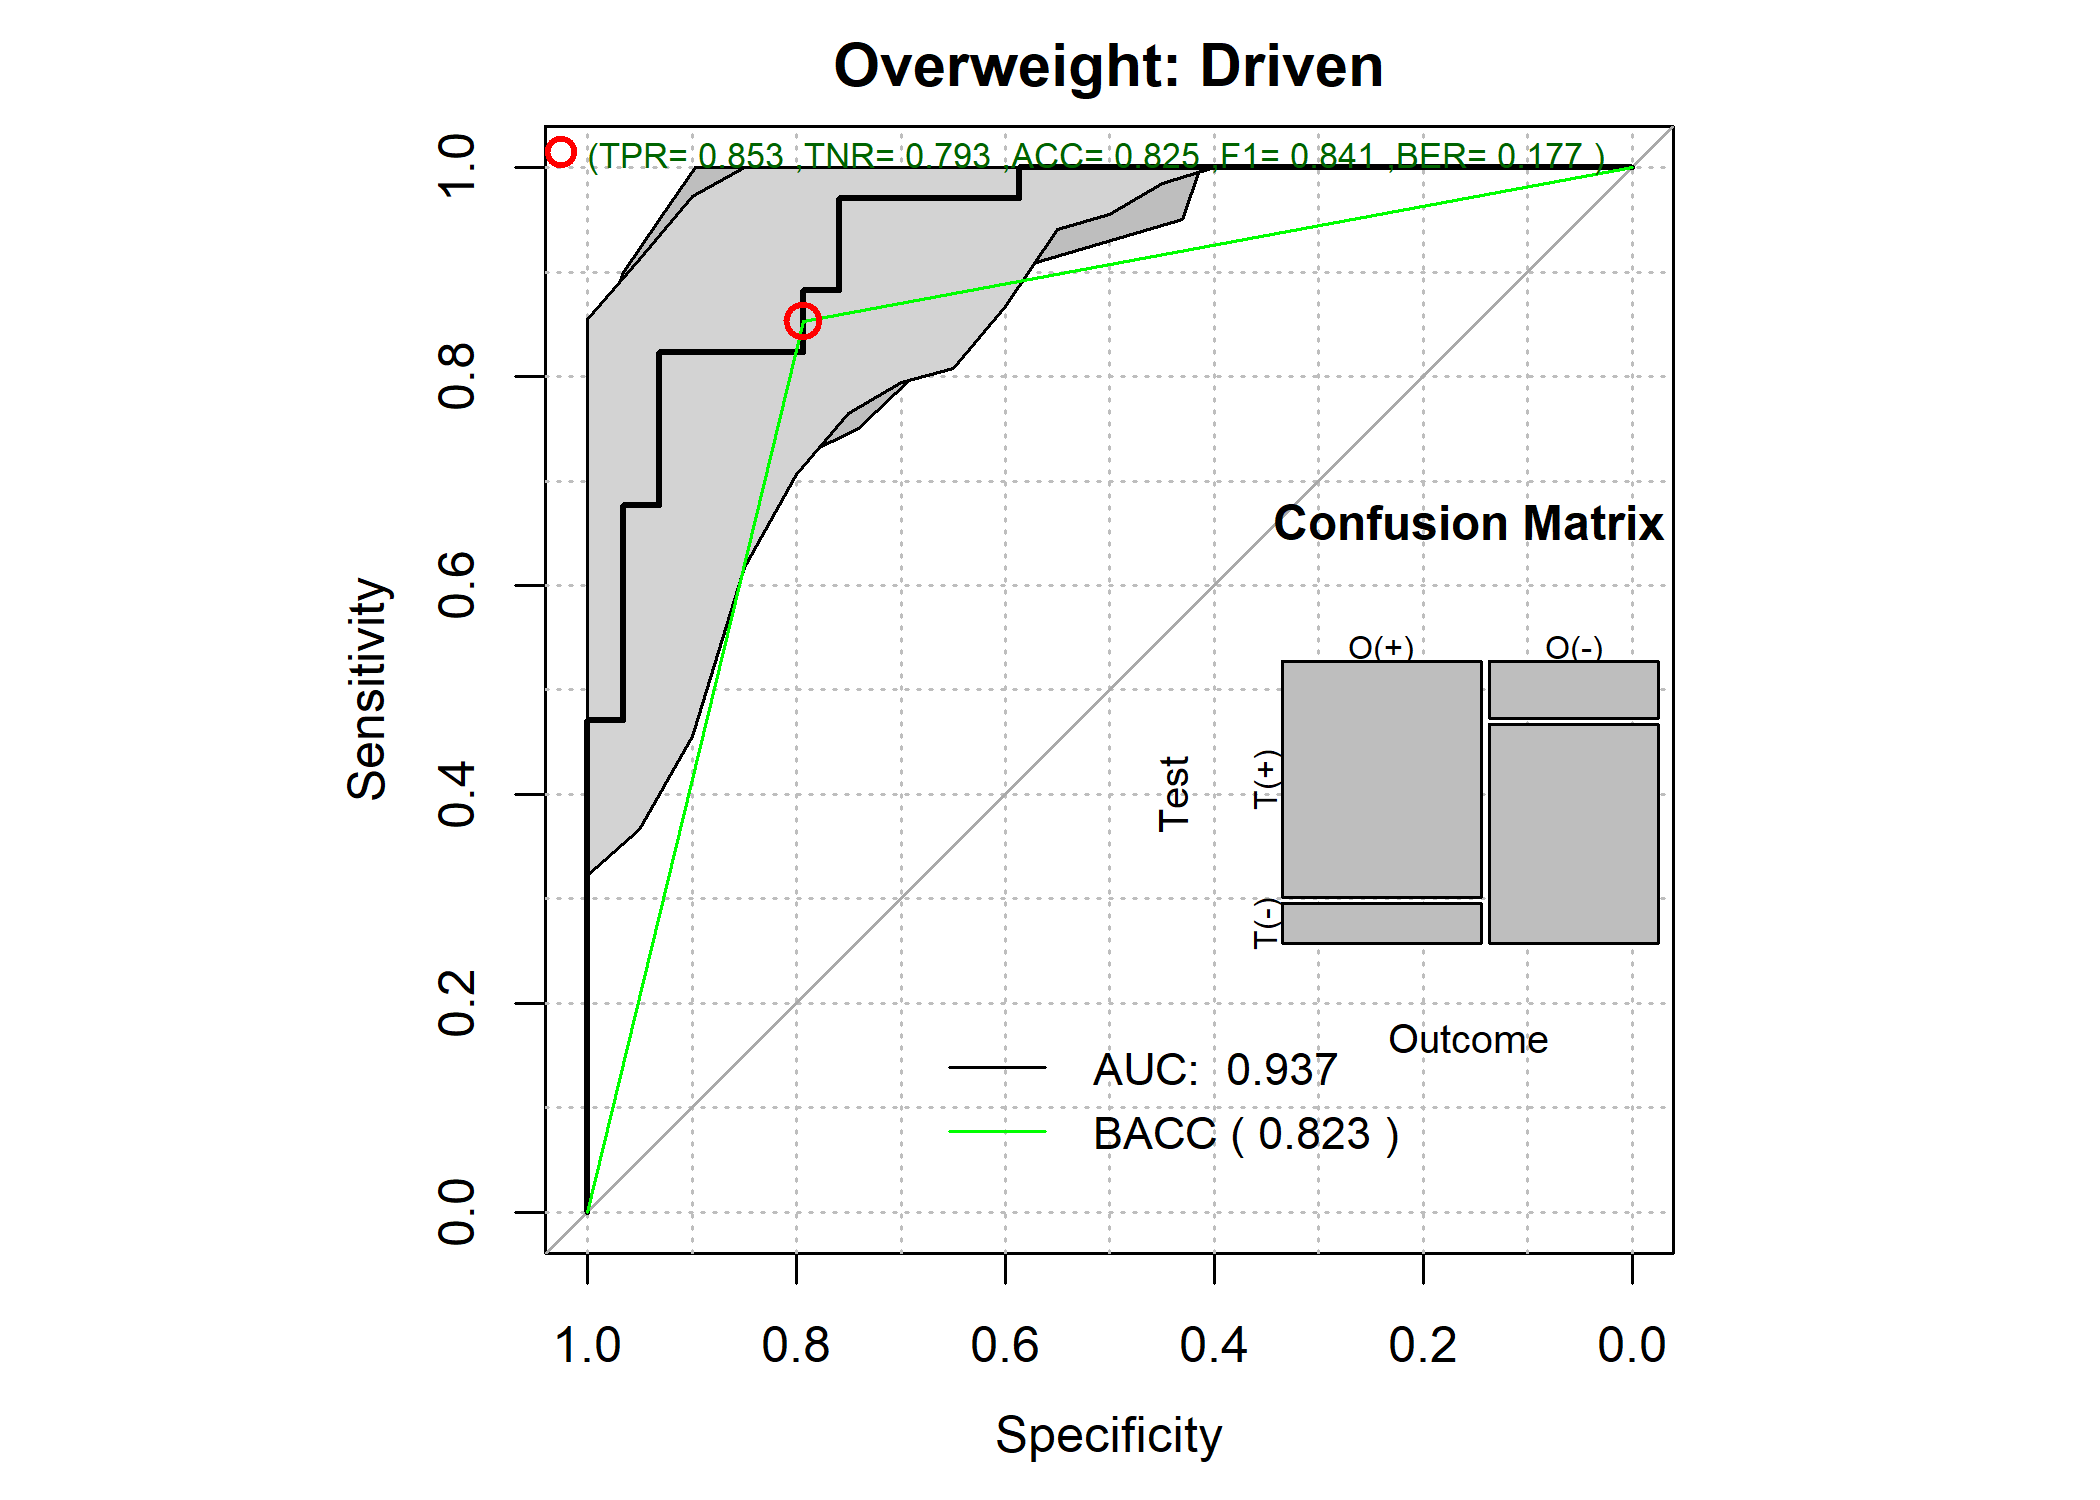 Overweight: Driven
(TPR= 0.853 ,TNR= 0.793 ,ACC= 0.825 ,F1= 0.841 ,BER= 0.177 )
1.0
0.8
0.6
0.4
0.2
0.0
Sensitivity
Confusion Matrix
O(+) O(-)
Test
T(+)
T(-)
Outcome
AUC: 0.937
BACC ( 0.823 )
1.0 0.8 0.6 0.4 0.2 0.0
Specificity